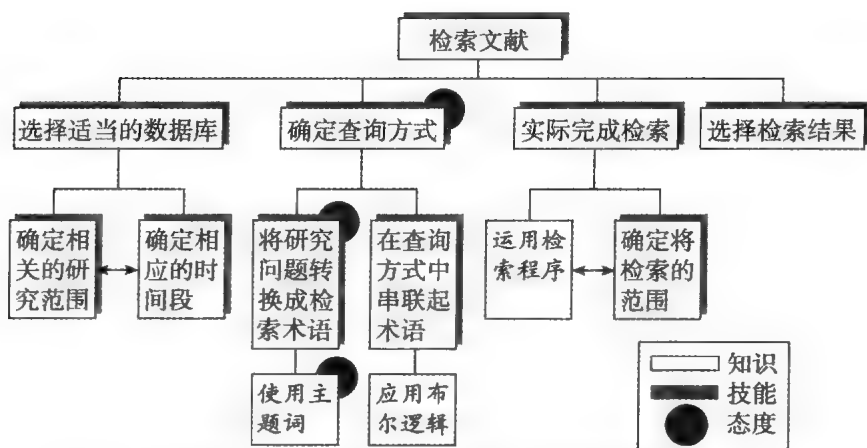 检索文献
选择适当的数据库
确定查询方式
实际完成检索
选择检索结果
确定相
关的研
究范围
确定相
应的时
间段
将研究
问题转
换成检
索术语
在查询
方式中
串联起
术语
运用检
索程序
确定将
检索的
范围
使用主
题词
应用布
尔逻辑
知识
技能
态度